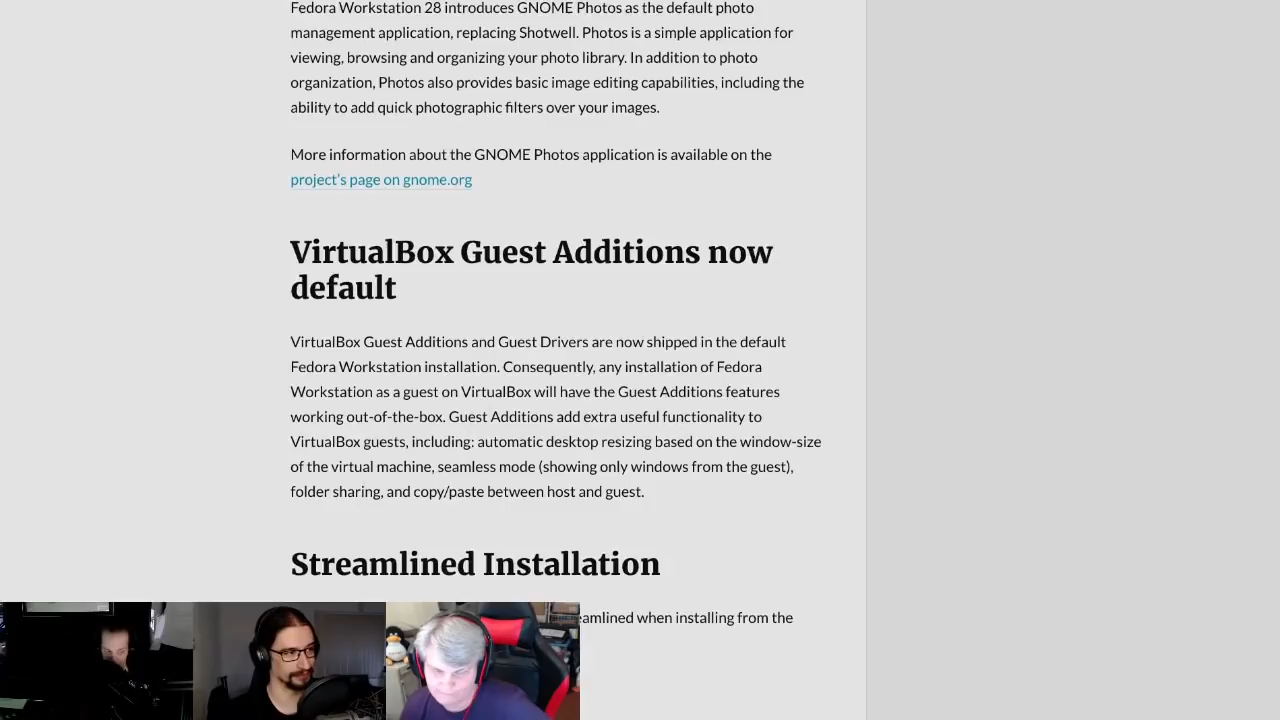 Fedora Workstation 28 introduces GNOME Photos as the default photo
management application, replacing Shotwell. Photos is a simple application for
viewing, browsing and organizing your photo library. In addition to photo
organization, Photos also provides basic image editing capabilities, including the
ability to add quick photographic filters over your images.
More information about the GNOME Photos application is available on the
project's page on gnome.org
VirtualBox Guest Additions now
default
VirtualBox Guest Additions and Guest Drivers are now shipped in the default
Fedora Workstation installation. Consequently, any installation of Fedora
Workstation as a guest on VirtualBox will have the Guest Additions features
working out-of-the-box. Guest Additions add extra useful functionality to
VirtualBox guests, including: automatic desktop resizing based on the window-size
of the virtual machine, seamless mode (showing only windows from the guest),
folder sharing, and copy/paste between host and guest.
Streamlined Installation
eamlined when installing from the